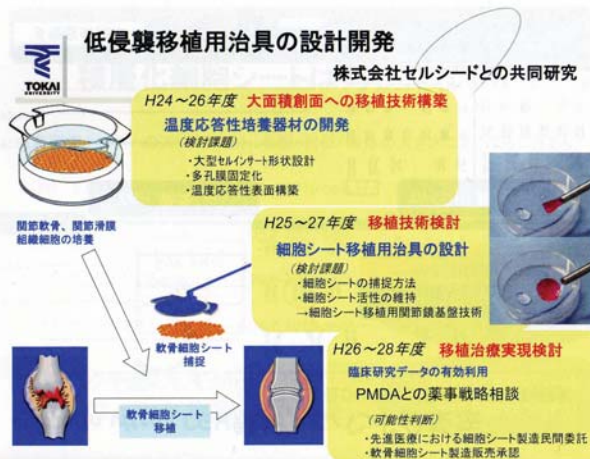 低侵襲移植用治具の設計開発
TOKAI
UNIVERSITY
株式会社セルシードとの共同研究
H24～26年度 大面積創面への移植技術構築
温度応答性培養器材の開発
(検討課題)
・大型セルインサート形状設計
・多孔膜固定化
・温度応答性表面構築
関節軟骨、関節滑膜
組織細胞の培養
H25～27年度 移植技術検討
細胞シート移植用治具の設計
(検討課題)
・細胞シートの捕捉方法
・細胞シート活性の維持
→細胞シート移植用関節鏡基盤技術
軟骨細胞シート
捕捉
H26～28年度 移植治療実現検討
臨床研究データの有効利用
PMDAとの薬事戦略相談
(可能性判断)
・先進医療における細胞シート製造民間委託
・軟骨細胞シート製造販売承認
軟骨細胞シート
移植